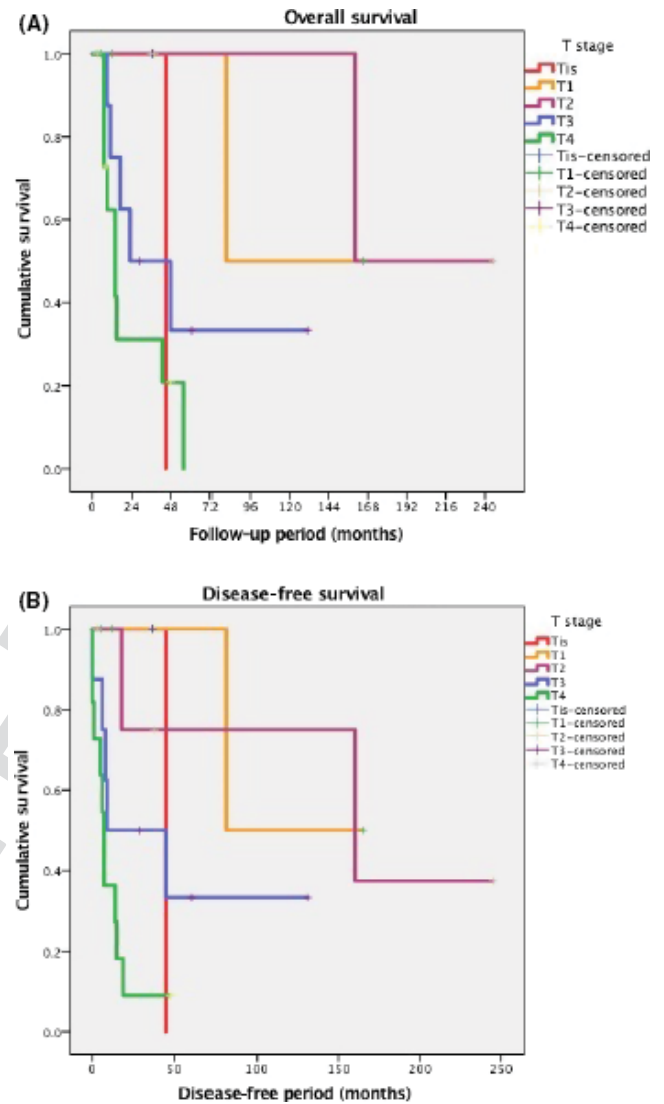 (A)
Overall survival
T stage
Tis
T1
T2
T3
T4
Tis-censored
T1-censored
T2-censored
T3-censored
T4-censored
Cumulative survival
1.0
0.8
0.6
0.4
0.2
0.0
0 24 48 72 96 120 144 168 192 216 240
Follow-up period (months)
(B)
Disease-free survival
T stage
Tis
T1
T2
T3
T4
Tis-censored
T1-censored
T2-censored
T3-censored
T4-censored
Cumulative survival
1.0
0.8
0.6
0.4
0.2
0.0
0 50 100 150 200 250
Disease-free period (months)